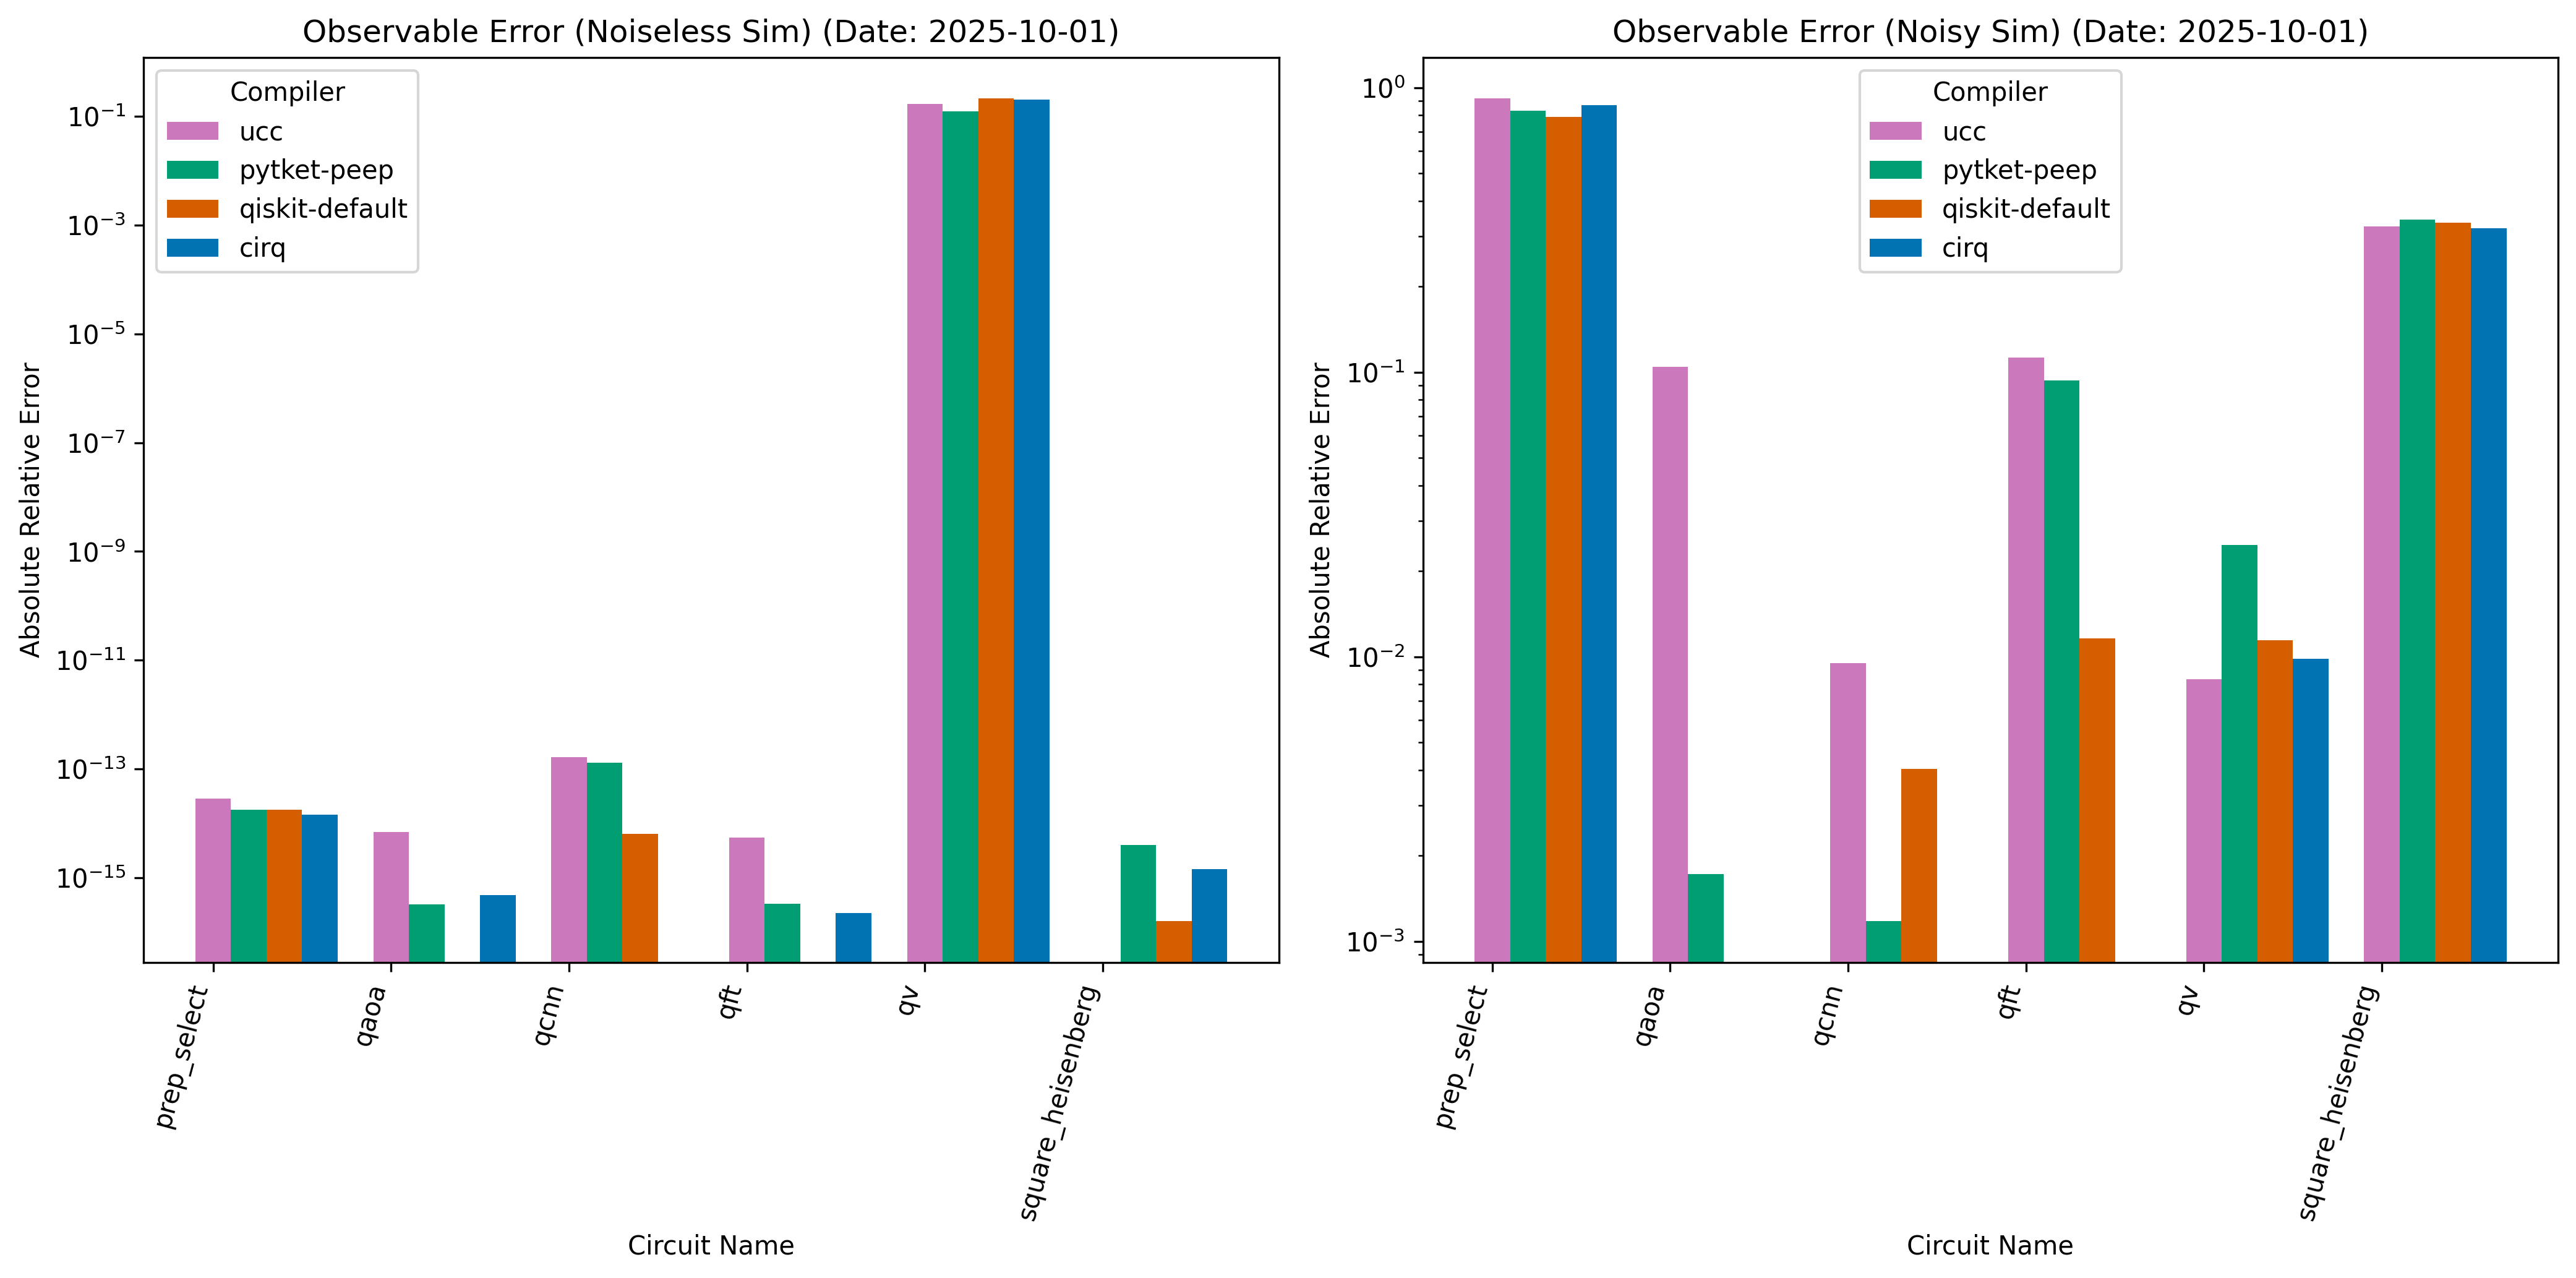 Observable Error (Noiseless Sim) (Date: 2025-10-01)
Absolute Relative Error
10⁻¹
10⁻³
10⁻⁵
10⁻⁷
10⁻⁹
10⁻¹¹
10⁻¹³
10⁻¹⁵
Compiler
ucc
pytket-peep
qiskit-default
cirq
prep_select
qaoa
qcnn
qft
qv
square_heisenberg
Circuit Name
Observable Error (Noisy Sim) (Date: 2025-10-01)
Absolute Relative Error
10⁰
10⁻¹
10⁻²
10⁻³
Compiler
ucc
pytket-peep
qiskit-default
cirq
prep_select
qaoa
qcnn
qft
qv
square_heisenberg
Circuit Name